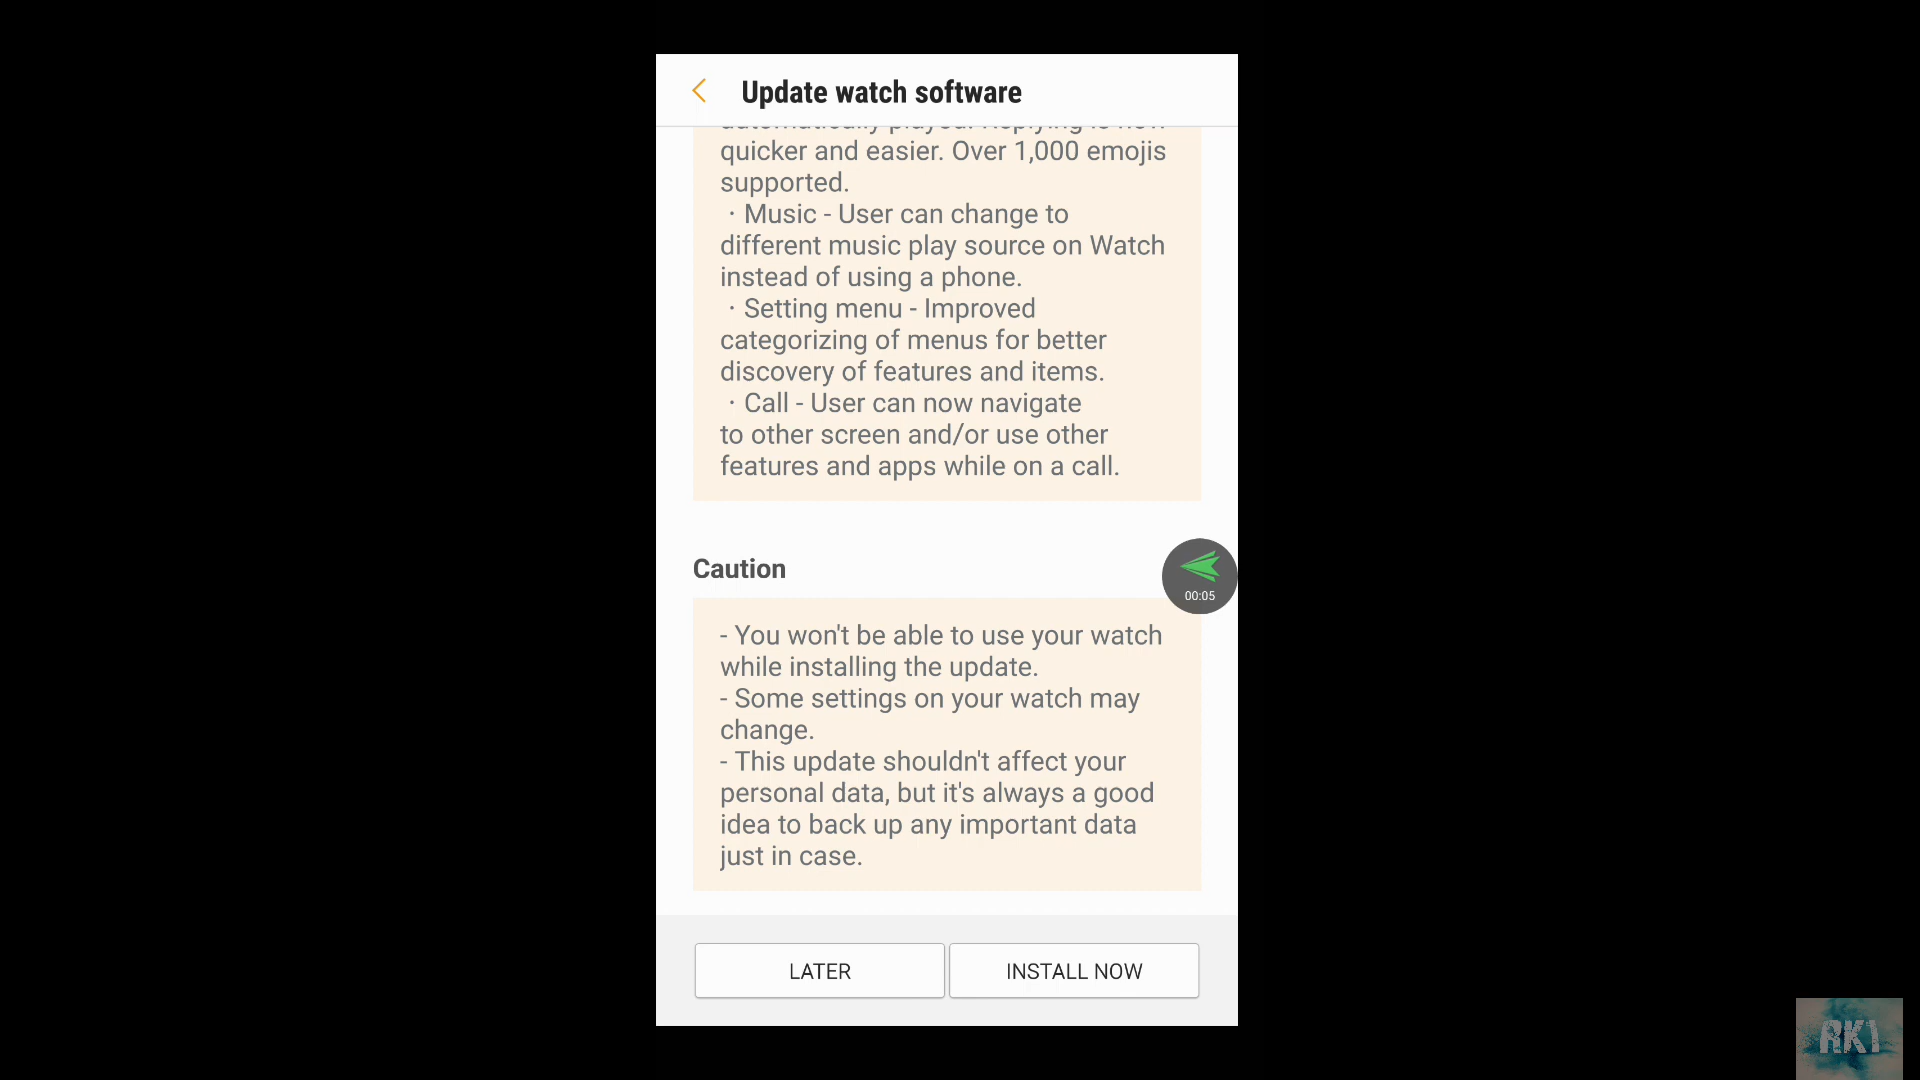 Update watch software
automatically played. Replying is now
quicker and easier. Over 1,000 emojis
supported.
· Music - User can change to
different music play source on Watch
instead of using a phone.
· Setting menu - Improved
categorizing of menus for better
discovery of features and items.
· Call - User can now navigate
to other screen and/or use other
features and apps while on a call.
Caution
00:05
- You won't be able to use your watch
while installing the update.
- Some settings on your watch may
change.
- This update shouldn't affect your
personal data, but it's always a good
idea to back up any important data
just in case.
LATER
INSTALL NOW
RK1